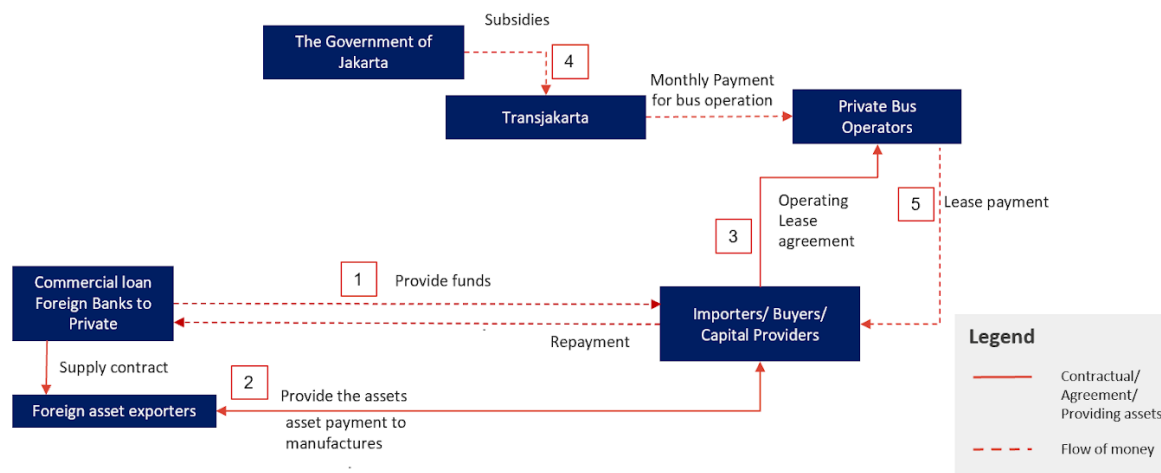 Subsidies
The Government of
Jakarta
4
Monthly Payment
for bus operation
Transjakarta
Private Bus
Operators
Operating
Lease
agreement
3
5
Lease payment
1
Provide funds
Commercial loan
Foreign Banks to
Private
Importers/ Buyers/
Capital Providers
Repayment
Supply contract
2
Provide the assets
asset payment to
manufactures
Foreign asset exporters
Legend
Contractual/
Agreement/
Providing assets
Flow of money